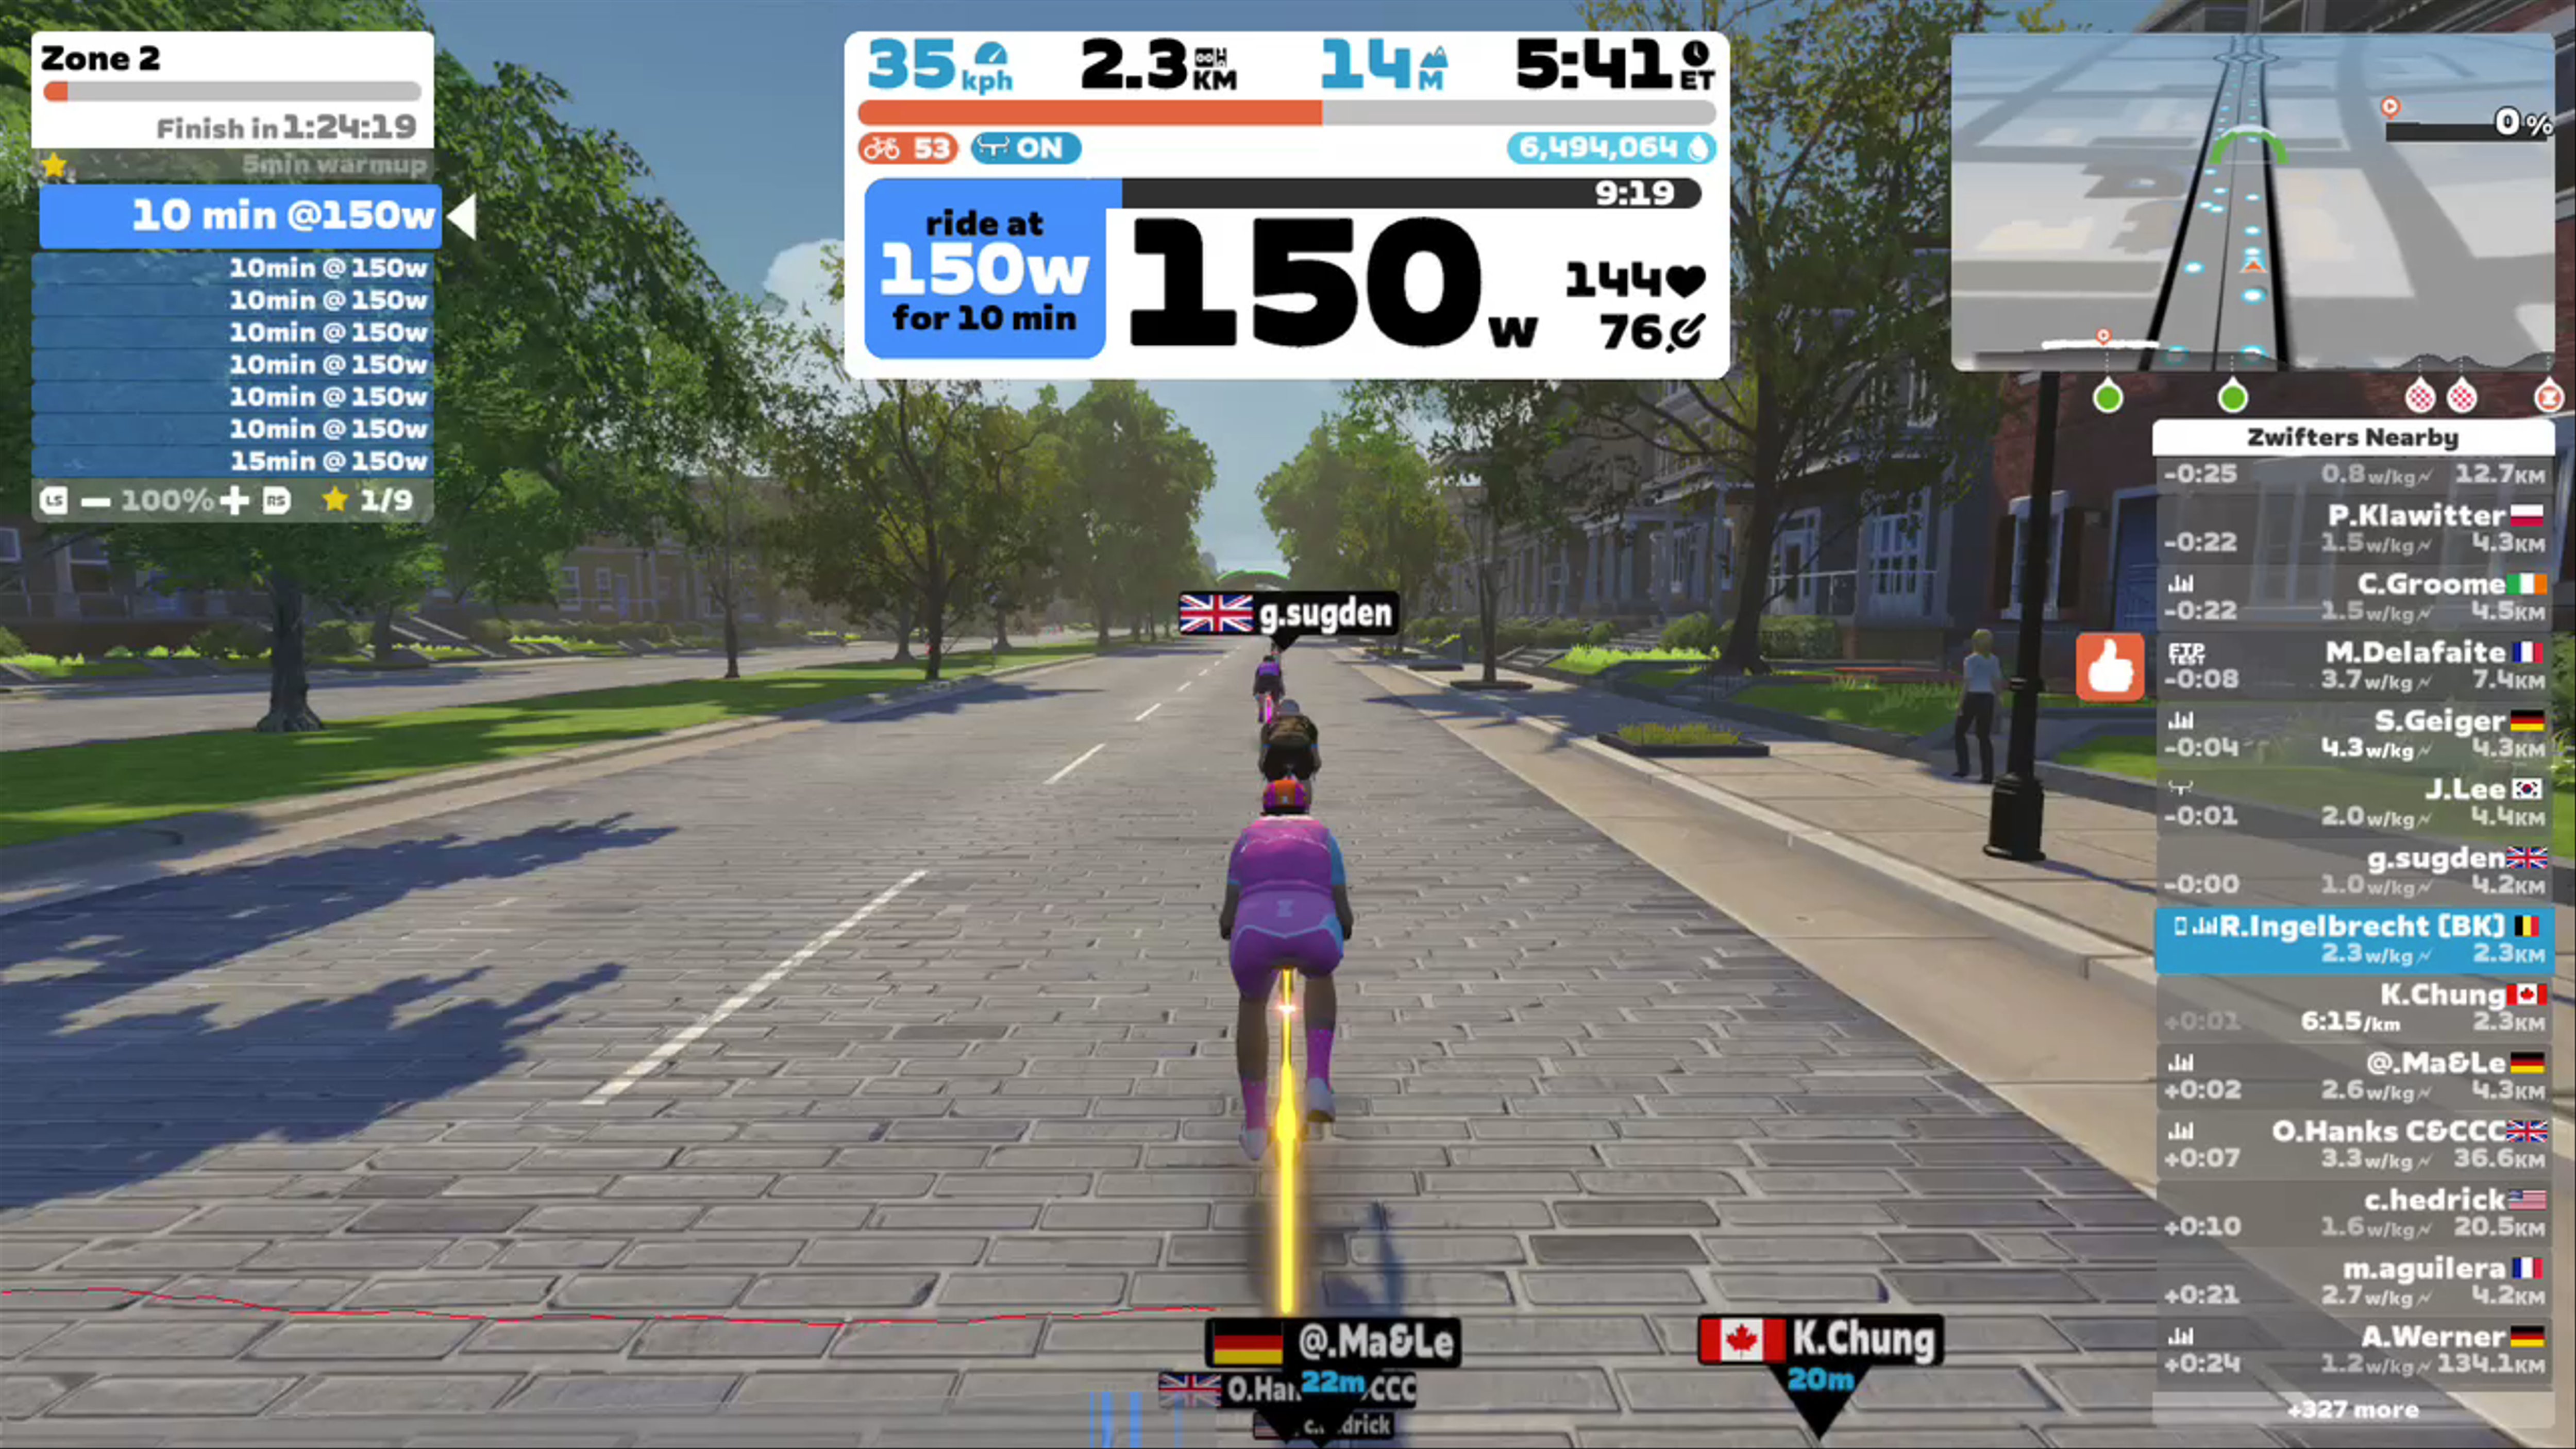 Zone 2
Finish in 1:24:19
5min warmup
10 min @150w
10min @ 150w
10min @ 150w
10min @ 150w
10min @ 150w
10min @ 150w
10min @ 150w
15min @ 150w
LS 100% RS 1/9
35 kph 2.3 KM 14 M 5:41 ET
53 ON 6,494,064
9:19
ride at
150w
for 10 min
150 w
144
76
0%
Zwifters Nearby
-0:25 0.8 w/kg 12.7KM
P.Klawitter
-0:22 1.5 w/kg 4.3KM
C.Groome
-0:22 1.5 w/kg 4.5KM
FTP TEST M.Delafaite
-0:08 3.7 w/kg 7.4KM
S.Geiger
-0:04 4.3 w/kg 4.3KM
J.Lee
-0:01 2.0 w/kg 4.4KM
g.sugden
-0:00 1.0 w/kg 4.2KM
R.Ingelbrecht [BK]
2.3 w/kg 2.3KM
K.Chung
+0:01 6:15/km 2.3KM
@.Ma&Le
+0:02 2.6 w/kg 4.3KM
O.Hanks C&CCC
+0:07 3.3 w/kg 36.6KM
c.hedrick
+0:10 1.6 w/kg 20.5KM
m.aguilera
+0:21 2.7 w/kg 4.2KM
A.Werner
+0:24 1.2 w/kg 134.1KM
+327 more
g.sugden
@.Ma&Le
22m
K.Chung
20m